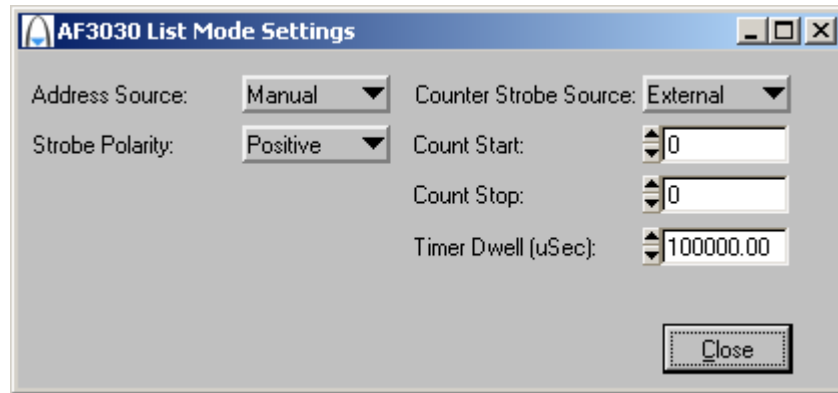 AF3030 List Mode Settings
Address Source: Manual Counter Strobe Source: External
Strobe Polarity: Positive Count Start: 0
Count Stop: 0
Timer Dwell (uSec): 100000.00
Close